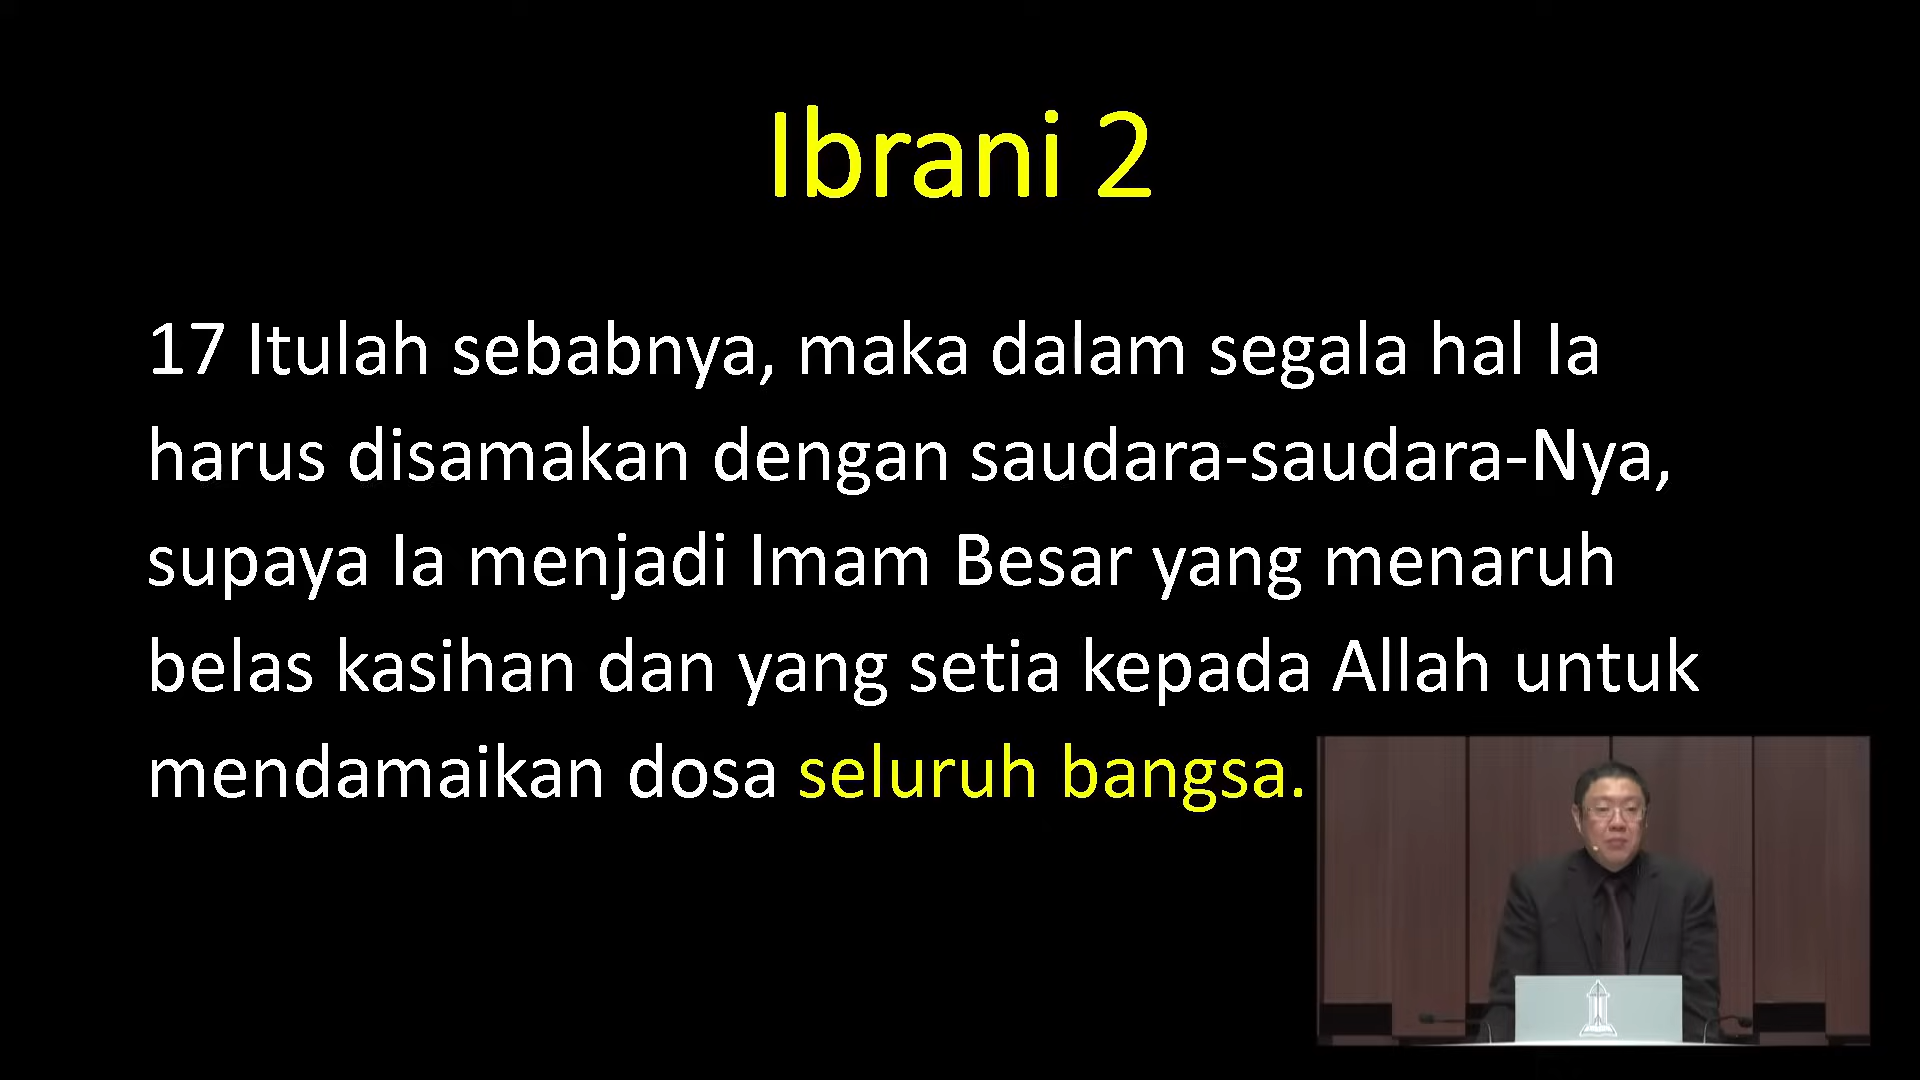 Ibrani 2
17 Itulah sebabnya, maka dalam segala hal Ia
harus disamakan dengan saudara-saudara-Nya,
supaya Ia menjadi Imam Besar yang menaruh
belas kasihan dan yang setia kepada Allah untuk
mendamaikan dosa seluruh bangsa.